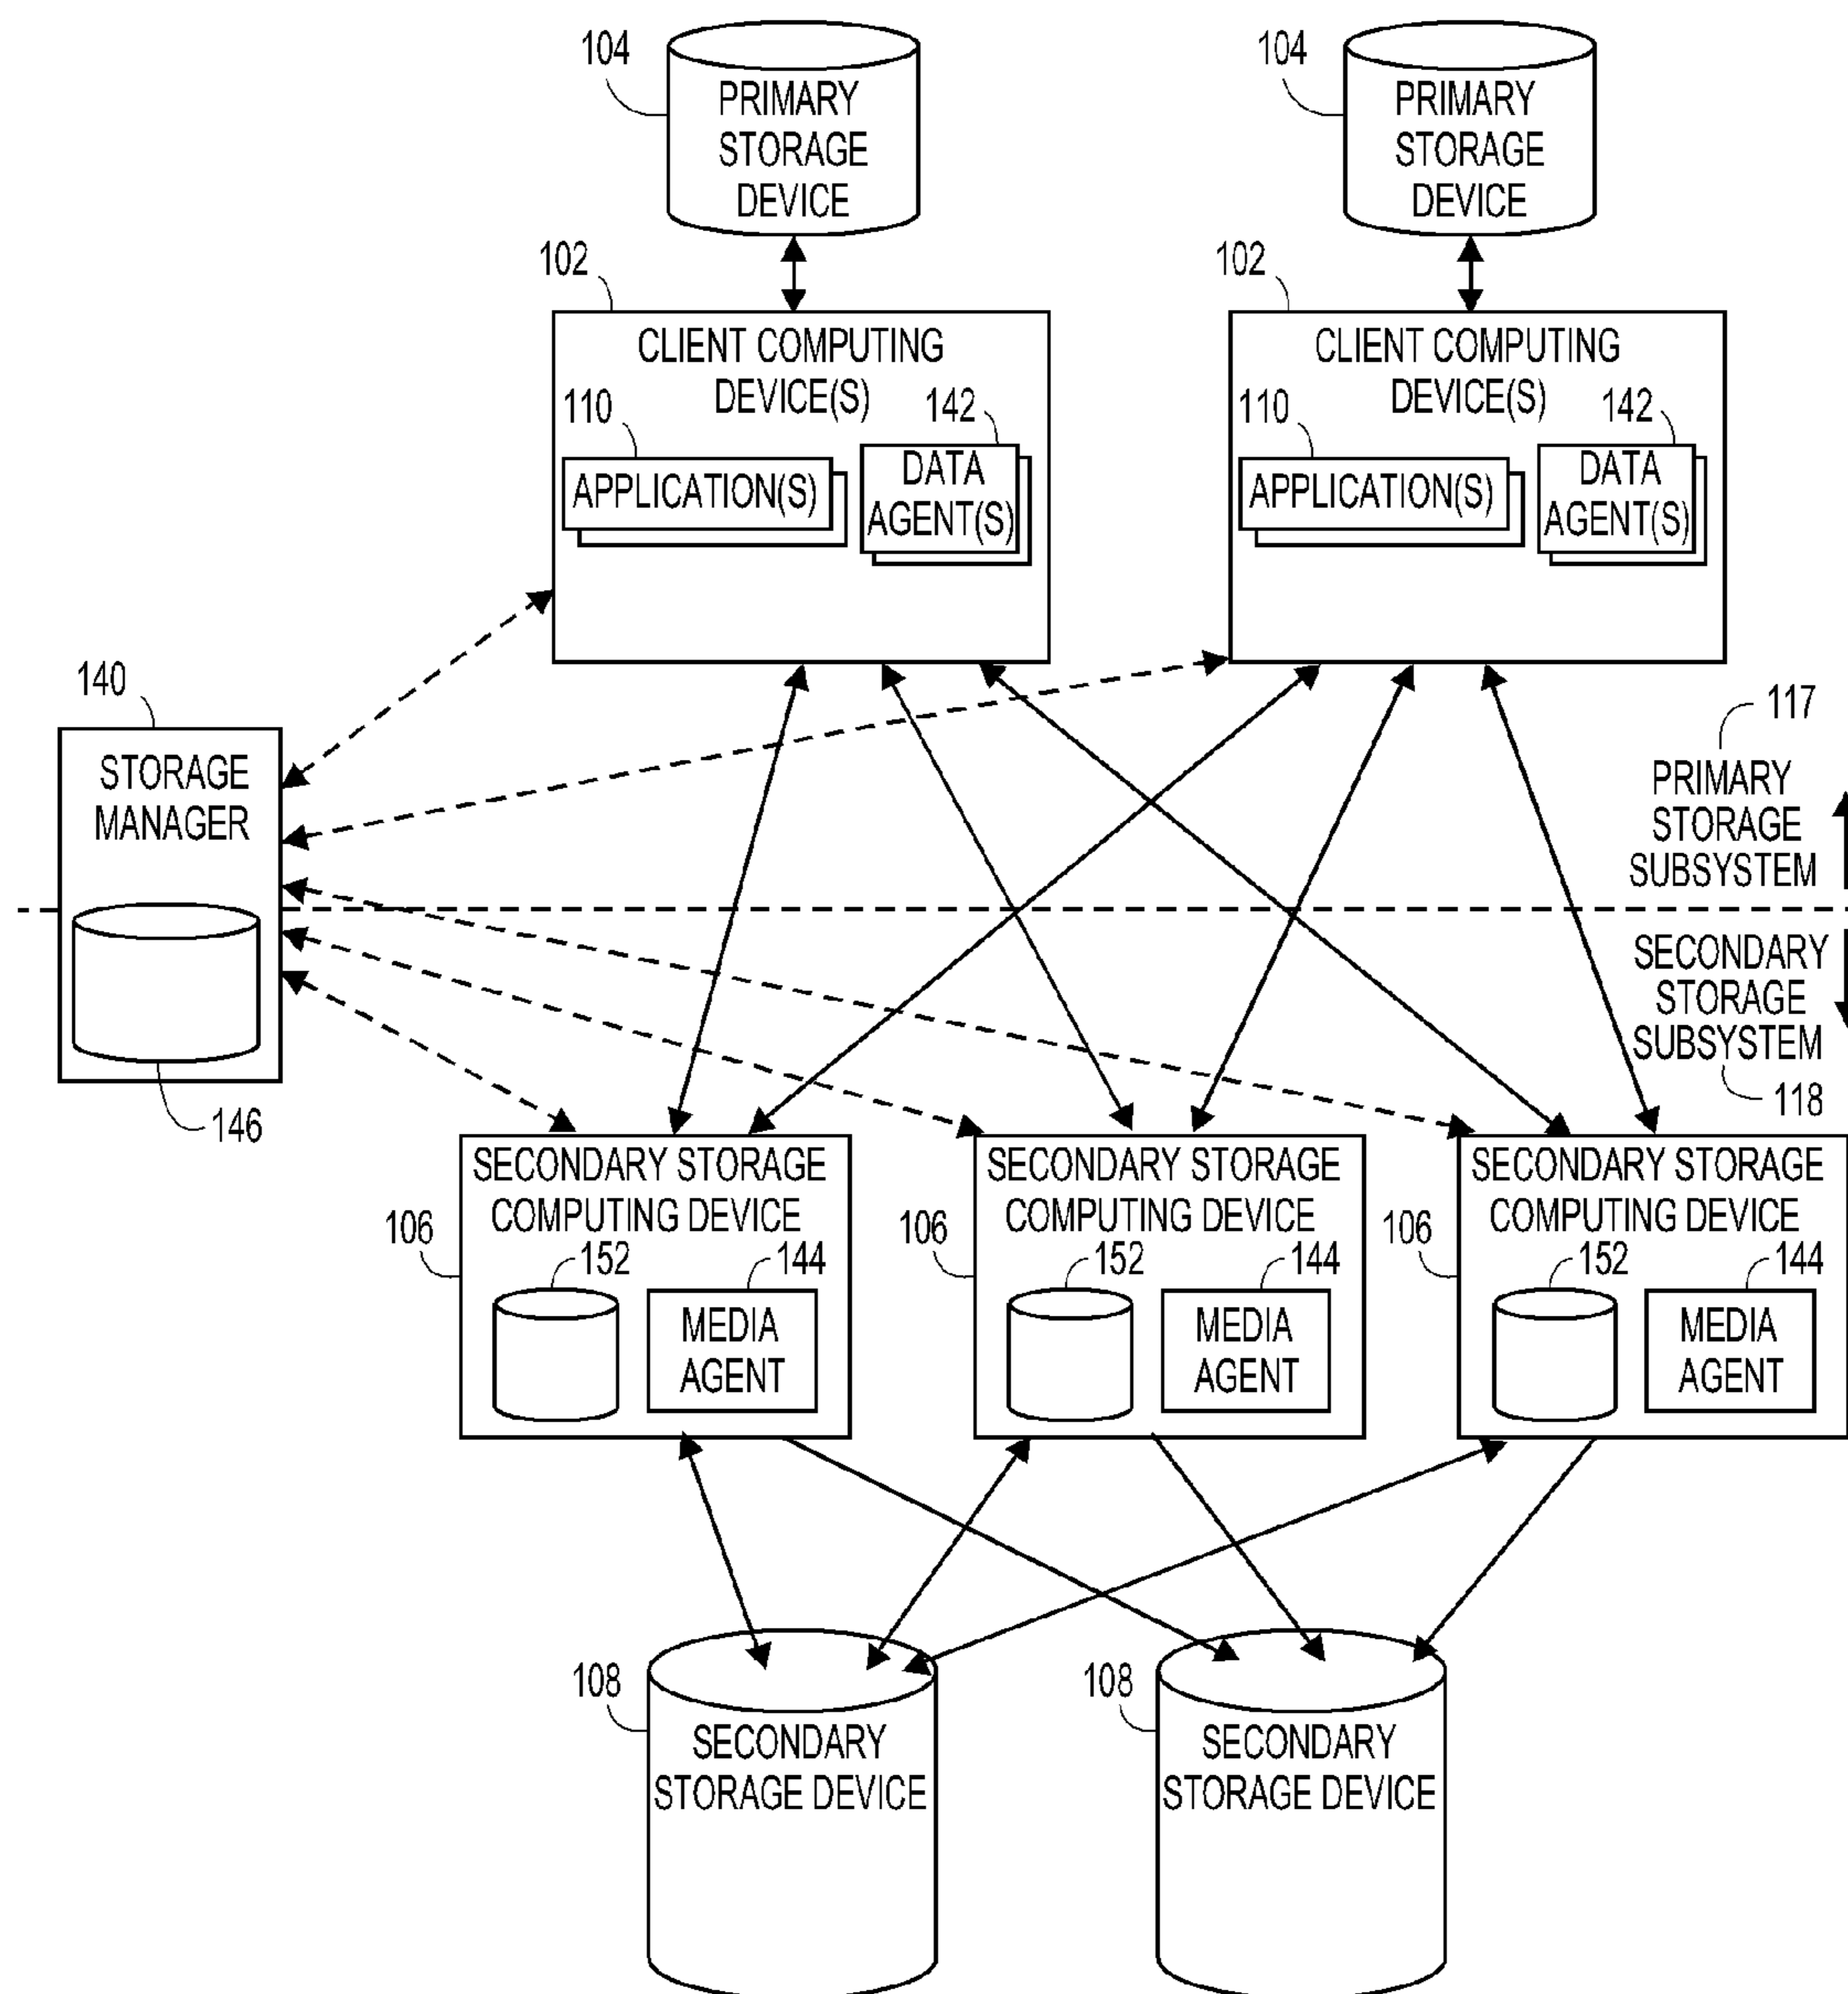 104
PRIMARY
STORAGE
DEVICE
104
PRIMARY
STORAGE
DEVICE
102
CLIENT COMPUTING
DEVICE(S)
110
APPLICATION(S)
142
DATA
AGENT(S)
102
CLIENT COMPUTING
DEVICE(S)
110
APPLICATION(S)
142
DATA
AGENT(S)
140
STORAGE
MANAGER
146
117
PRIMARY
STORAGE
SUBSYSTEM
SECONDARY
STORAGE
SUBSYSTEM
118
106
SECONDARY STORAGE
COMPUTING DEVICE
152
144
MEDIA
AGENT
106
SECONDARY STORAGE
COMPUTING DEVICE
152
144
MEDIA
AGENT
106
SECONDARY STORAGE
COMPUTING DEVICE
152
144
MEDIA
AGENT
108
SECONDARY
STORAGE DEVICE
108
SECONDARY
STORAGE DEVICE